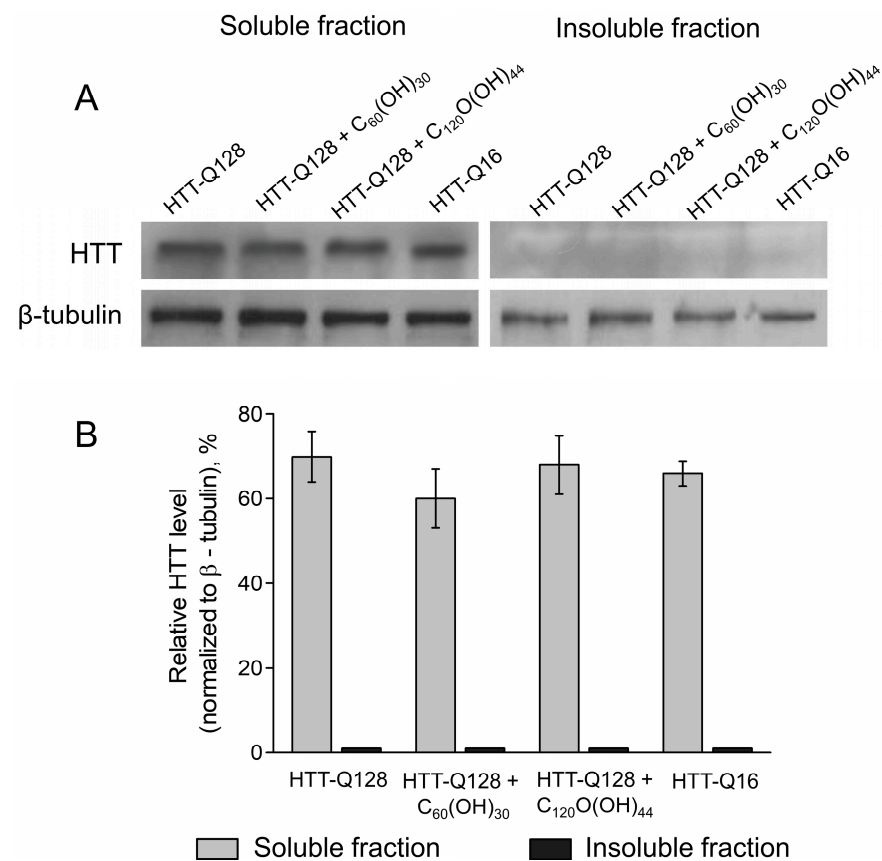 Soluble fraction
Insoluble fraction
A
HTT-Q128
HTT-Q128 + C₆₀(OH)₃₀
HTT-Q128 + C₁₂₀O(OH)₄₄
HTT-Q16
HTT-Q128
HTT-Q128 + C₆₀(OH)₃₀
HTT-Q128 + C₁₂₀O(OH)₄₄
HTT-Q16
HTT
β-tubulin
B
Relative HTT level
(normalized to β - tubulin), %
80
60
40
20
0
HTT-Q128
HTT-Q128 +
C₆₀(OH)₃₀
HTT-Q128 +
C₁₂₀O(OH)₄₄
HTT-Q16
Soluble fraction
Insoluble fraction